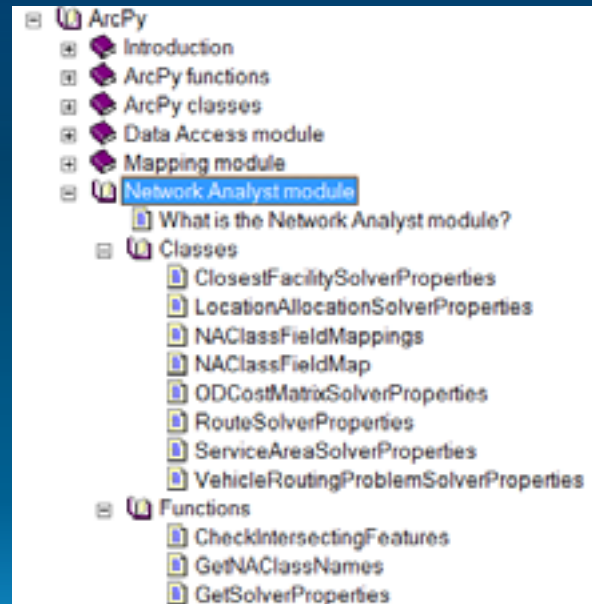 ArcPy
Introduction
ArcPy functions
ArcPy classes
Data Access module
Mapping module
Network Analyst module
What is the Network Analyst module?
Classes
ClosestFacilitySolverProperties
LocationAllocationSolverProperties
NAClassFieldMappings
NAClassFieldMap
ODCostMatrixSolverProperties
RouteSolverProperties
ServiceAreaSolverProperties
VehicleRoutingProblemSolverProperties
Functions
CheckIntersectingFeatures
GetNAClassNames
GetSolverProperties